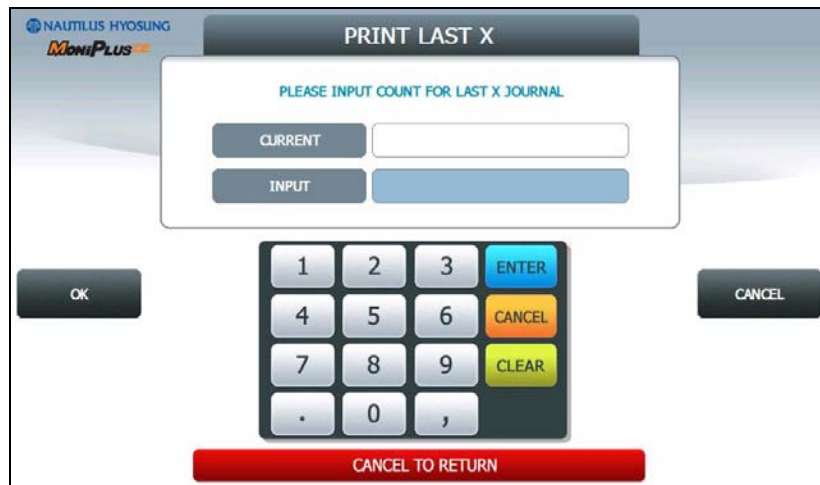 NAUTILUS HYOSUNG
MoniPlus CE
PRINT LAST X
PLEASE INPUT COUNT FOR LAST X JOURNAL
CURRENT
INPUT
1 2 3 ENTER
OK
CANCEL
4 5 6 CANCEL
7 8 9 CLEAR
. 0 ,
CANCEL TO RETURN